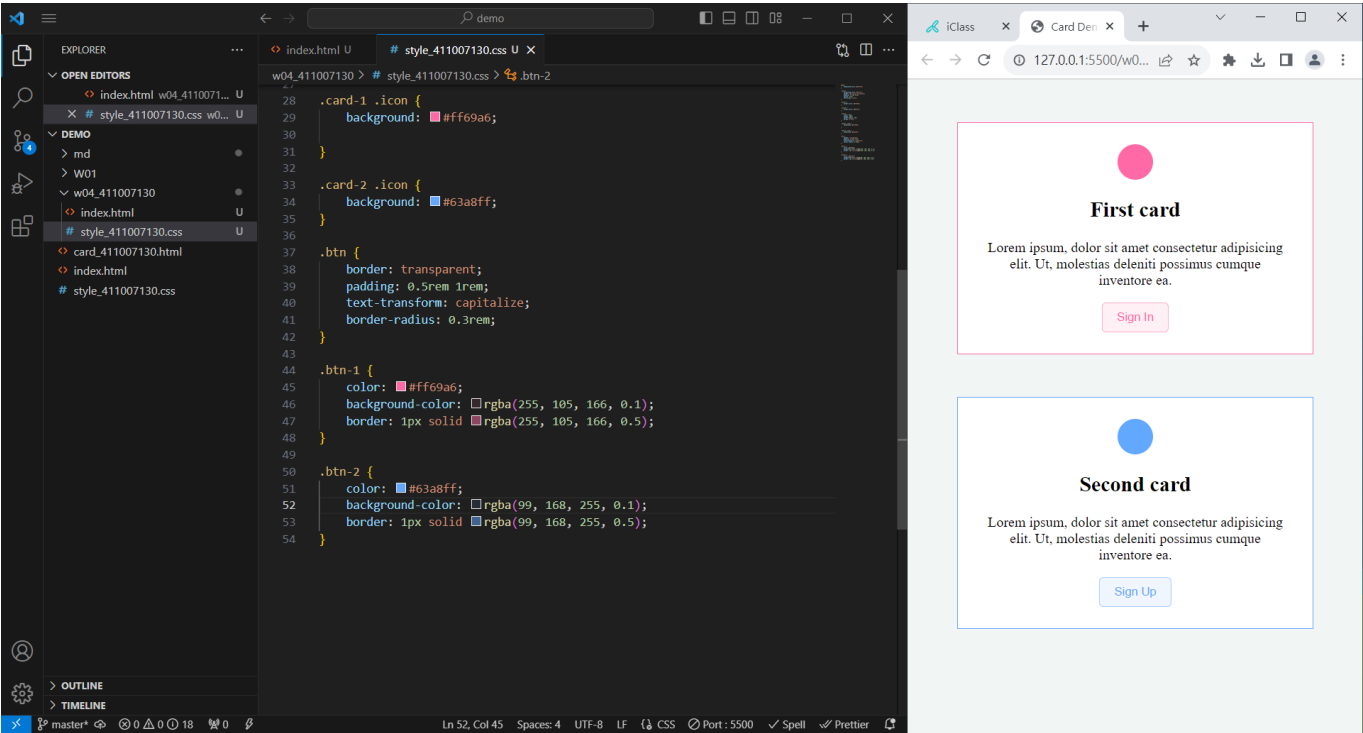 demo
EXPLORER
OPEN EDITORS
index.html w04_4110071... U
style_411007130.css w0... U
DEMO
md
W01
w04_411007130
index.html U
style_411007130.css U
card_411007130.html
index.html
style_411007130.css
OUTLINE
TIMELINE
4
index.html U
style_411007130.css U
w04_411007130 > # style_411007130.css > .btn-2
27
28 .card-1 .icon {
29 background: #ff69a6;
30
31 }
32
33 .card-2 .icon {
34 background: #63a8ff;
35 }
36
37 .btn {
38 border: transparent;
39 padding: 0.5rem 1rem;
40 text-transform: capitalize;
41 border-radius: 0.3rem;
42 }
43
44 .btn-1 {
45 color: #ff69a6;
46 background-color: rgba(255, 105, 166, 0.1);
47 border: 1px solid rgba(255, 105, 166, 0.5);
48 }
49
50 .btn-2 {
51 color: #63a8ff;
52 background-color: rgba(99, 168, 255, 0.1);
53 border: 1px solid rgba(99, 168, 255, 0.5);
54 }
master* 0 0 18 0 Ln 52, Col 45 Spaces: 4 UTF-8 LF CSS Port : 5500 Spell Prettier
iClass Card Dem
127.0.0.1:5500/w0...
First card
Lorem ipsum, dolor sit amet consectetur adipisicing
elit. Ut, molestias deleniti possimus cumque
inventore ea.
Sign In
Second card
Lorem ipsum, dolor sit amet consectetur adipisicing
elit. Ut, molestias deleniti possimus cumque
inventore ea.
Sign Up